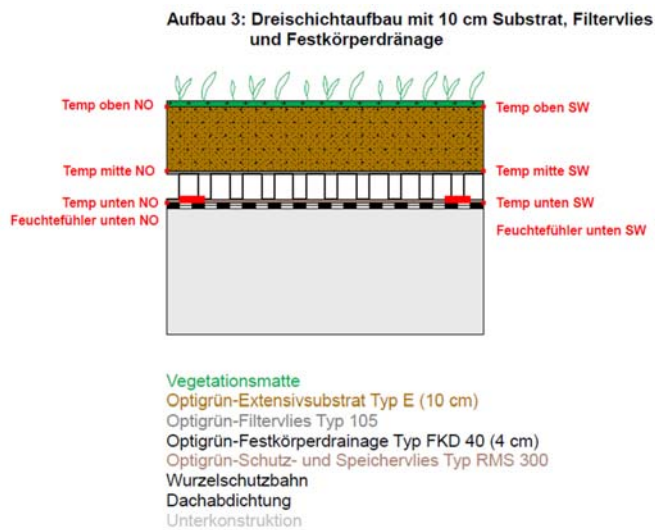 Aufbau 3: Dreischichtaufbau mit 10 cm Substrat, Filtervlies
und Festkörperdränage
Temp oben NO
Temp oben SW
Temp mitte NO
Temp mitte SW
Temp unten NO
Temp unten SW
Feuchtefühler unten NO
Feuchtefühler unten SW
Vegetationsmatte
Optigrün-Extensivsubstrat Typ E (10 cm)
Optigrün-Filtervlies Typ 105
Optigrün-Festkörperdrainage Typ FKD 40 (4 cm)
Optigrün-Schutz- und Speichervlies Typ RMS 300
Wurzelschutzbahn
Dachabdichtung
Unterkonstruktion